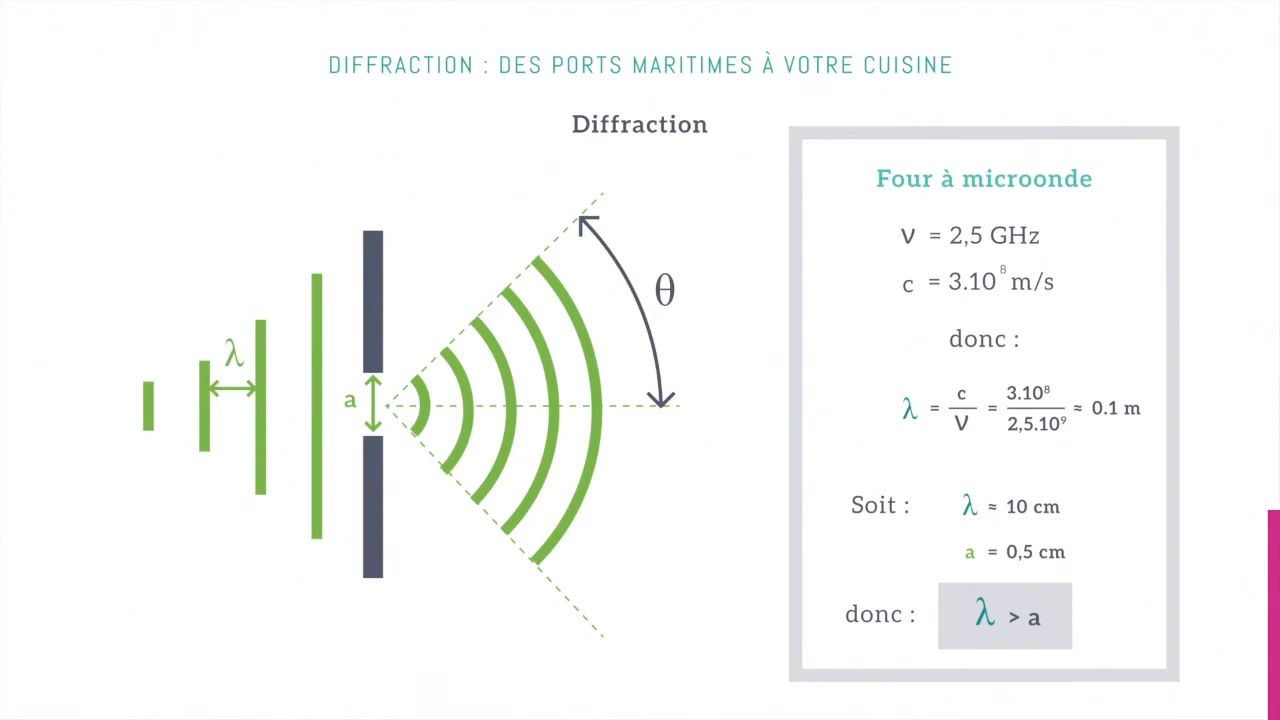 DIFFRACTION : DES PORTS MARITIMES À VOTRE CUISINE
Diffraction
λ
a
θ
Four à microonde
ν = 2,5 GHz
c = 3.10⁸ m/s
donc :
λ = c/ν = 3.10⁸/2,5.10⁹ ≈ 0.1 m
Soit : λ ≈ 10 cm
a = 0,5 cm
donc : λ > a